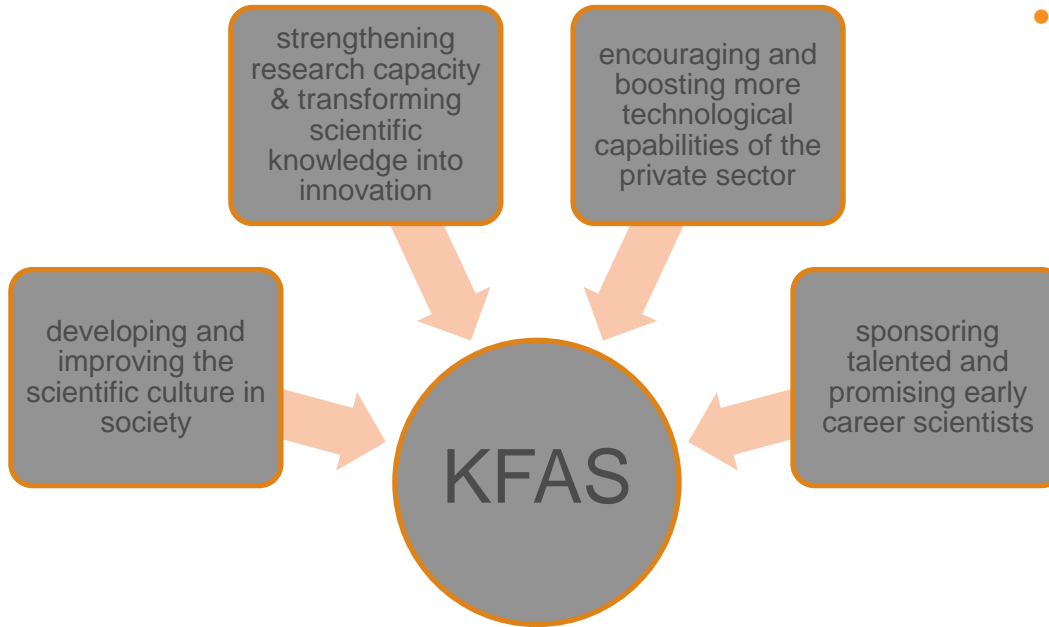 strengthening
research capacity
& transforming
scientific
knowledge into
innovation
encouraging and
boosting more
technological
capabilities of the
private sector
developing and
improving the
scientific culture in
society
sponsoring
talented and
promising early
career scientists
KFAS